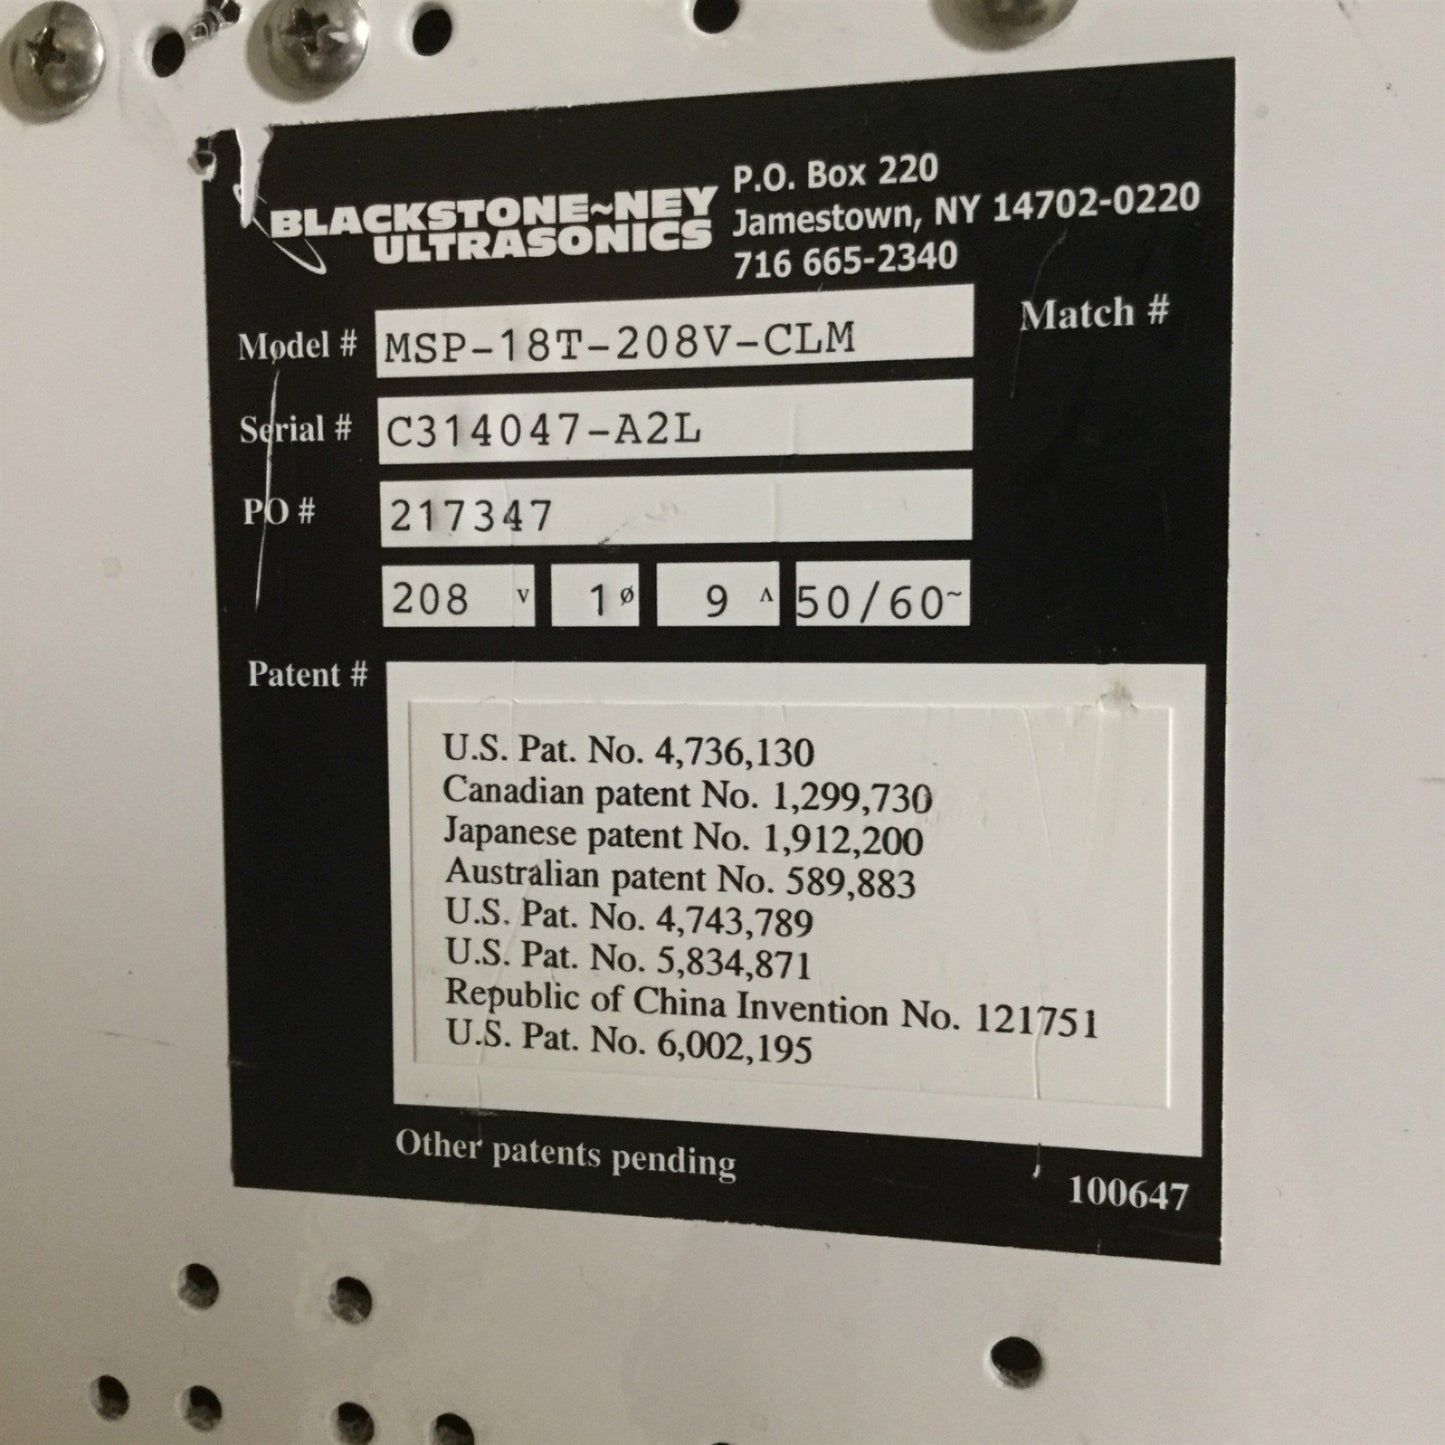 BLACKSTONE~NEY
ULTRASONICS
P.O. Box 220
Jamestown, NY 14702-0220
716 665-2340
Model # MSP-18T-208V-CLM
Match #
Serial # C314047-A2L
PO # 217347
208 V 1 ø 9 A 50/60~
Patent #
U.S. Pat. No. 4,736,130
Canadian patent No. 1,299,730
Japanese patent No. 1,912,200
Australian patent No. 589,883
U.S. Pat. No. 4,743,789
U.S. Pat. No. 5,834,871
Republic of China Invention No. 121751
U.S. Pat. No. 6,002,195
Other patents pending
100647